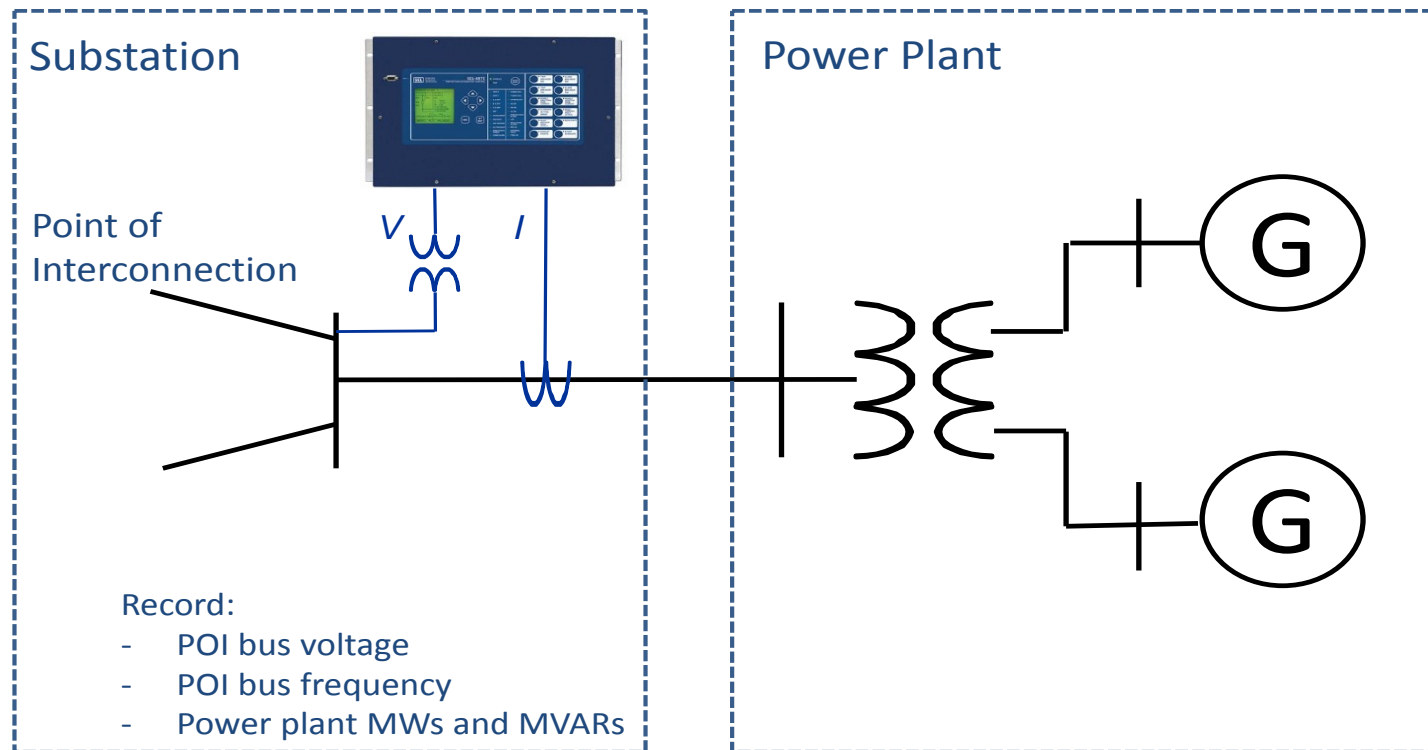 Substation
Power Plant
Point of
Interconnection
V
I
G
G
Record:
- POI bus voltage
- POI bus frequency
- Power plant MWs and MVARs